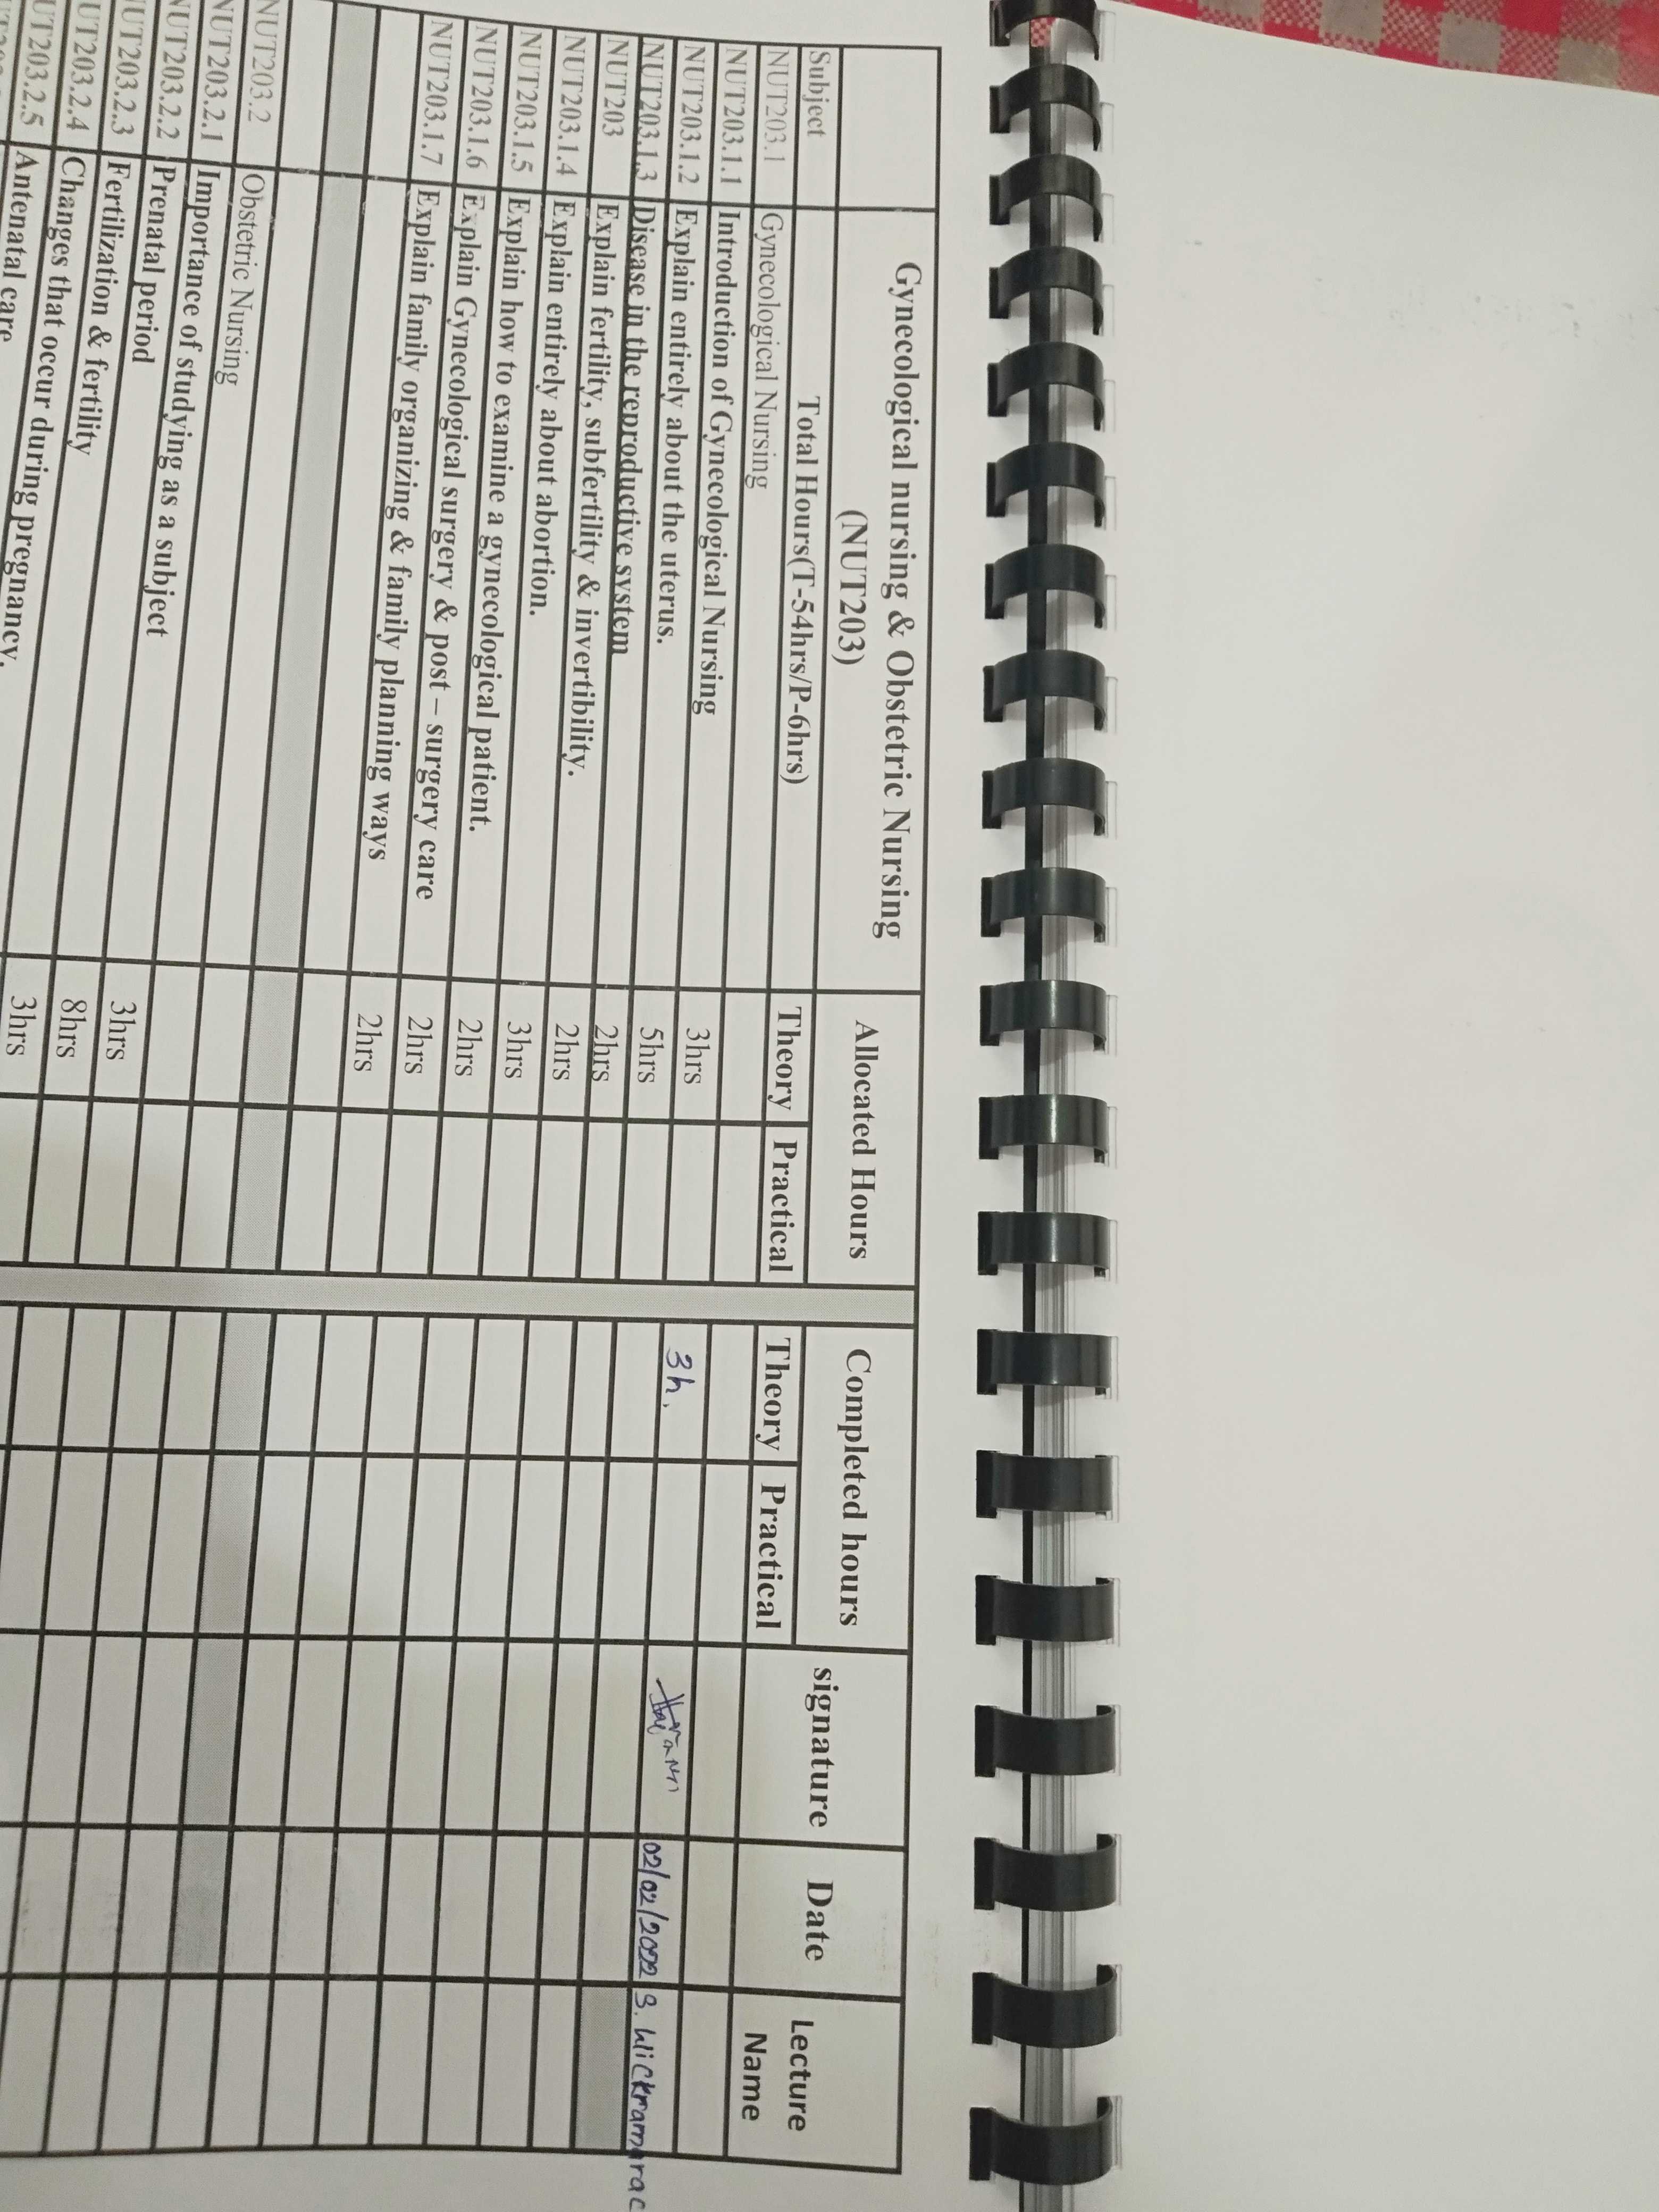 Gynecological nursing & Obstetric Nursing (NUT203) Allocated Hours Completed hours signature Date Lecture Name
Subject Total Hours(T-54hrs/P-6hrs) Theory Practical Theory Practical
NUT203.1 Gynecological Nursing
NUT203.1.1 Introduction of Gynecological Nursing 3hrs 3h. 02/02/2022
NUT203.1.2 Explain entirely about the uterus. 5hrs
NUT203.1.3 Disease in the reproductive system 2hrs
NUT203 Explain fertility, subfertility & invertibility. 2hrs
NUT203.1.4 Explain entirely about abortion. 3hrs
NUT203.1.5 Explain how to examine a gynecological patient. 2hrs
NUT203.1.6 Explain Gynecological surgery & post – surgery care 2hrs
NUT203.1.7 Explain family organizing & family planning ways 2hrs
NUT203.2 Obstetric Nursing
NUT203.2.1 Importance of studying as a subject 3hrs
NUT203.2.2 Prenatal period 8hrs
NUT203.2.3 Fertilization & fertility 3hrs
UT203.2.4 Changes that occur during pregnancy.
UT203.2.5 Antenatal care